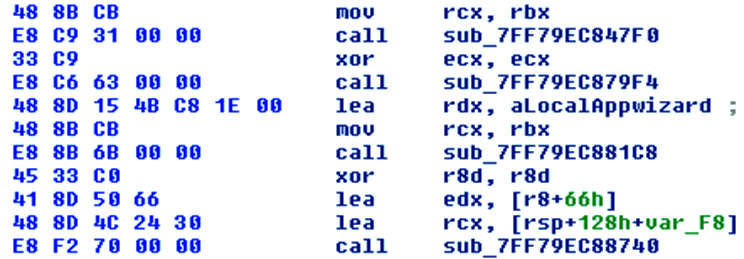 48 8B CB mov rcx, rbx
E8 C9 31 00 00 call sub_7FF79EC847F0
33 C9 xor ecx, ecx
E8 C6 63 00 00 call sub_7FF79EC879F4
48 8D 15 4B C8 1E 00 lea rdx, aLocalAppwizard ;
48 8B CB mov rcx, rbx
E8 8B 6B 00 00 call sub_7FF79EC881C8
45 33 C0 xor r8d, r8d
41 8D 50 66 lea edx, [r8+66h]
48 8D 4C 24 30 lea rcx, [rsp+128h+var_F8]
E8 F2 70 00 00 call sub_7FF79EC88740